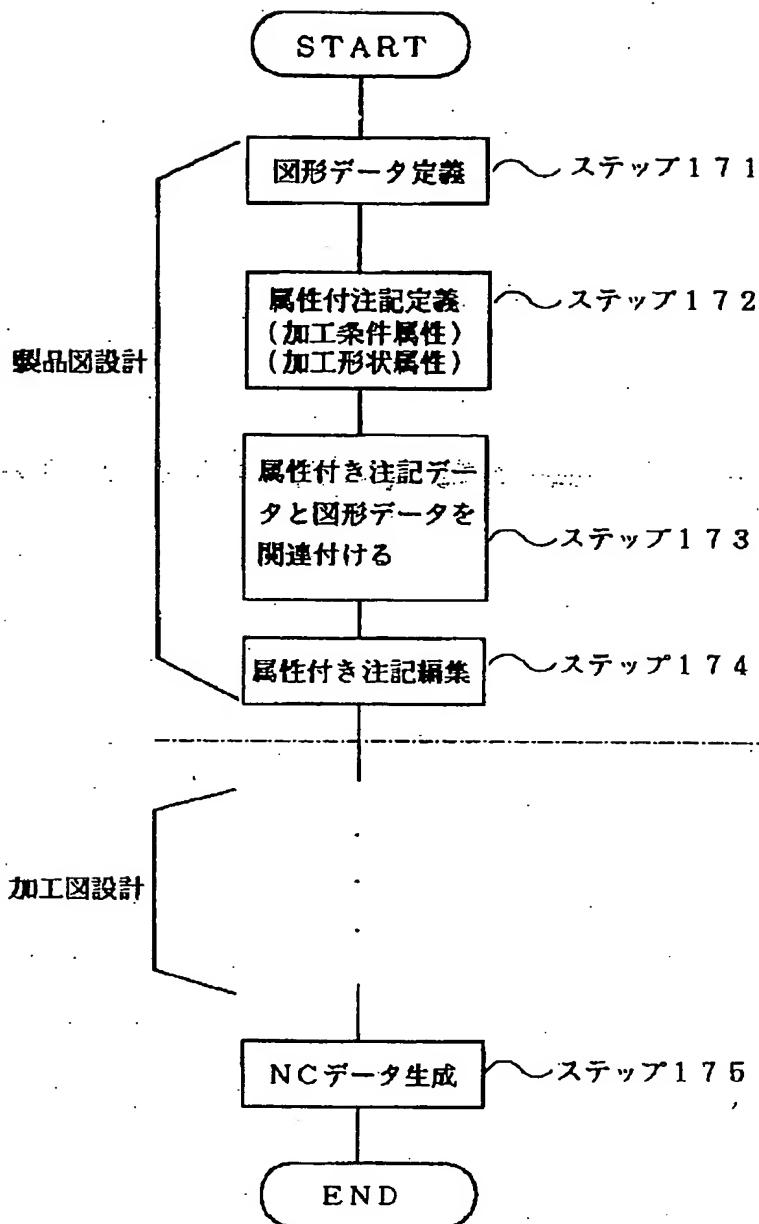 START
図形データ定義
ステップ171
属性付注記定義
(加工条件属性)
(加工形状属性)
ステップ172
製品図設計
属性付き注記デー
タと図形データを
関連付ける
ステップ173
属性付き注記編集
ステップ174
加工図設計
NCデータ生成
ステップ175
END